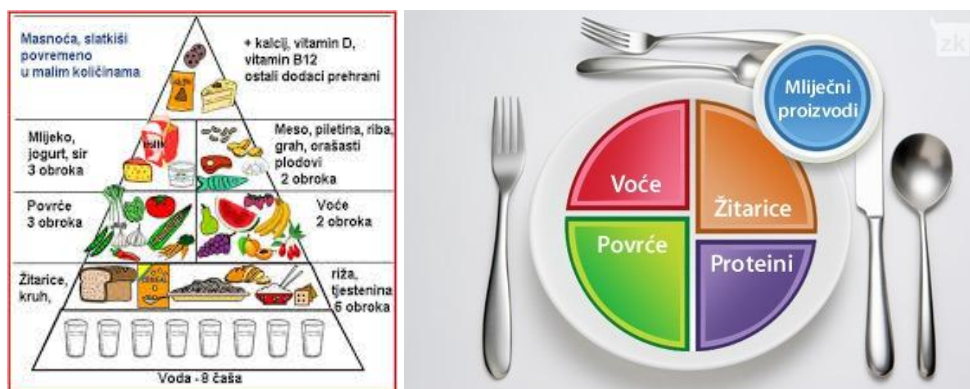 Masnoća, slatkiši
povremeno
u malim količinama
+ kalcij, vitamin D,
vitamin B12
ostali dodaci prehrani
Mlijeko,
jogurt, sir
3 obroka
Meso, piletina, riba,
grah, orašasti
plodovi
2 obroka
Povrće
3 obroka
Voće
2 obroka
Žitarice,
kruh,
riža,
tjestenina
6 obroka
Voda - 8 čaša
Mliječni
proizvodi
Voće
Žitarice
Povrće
Proteini
zk